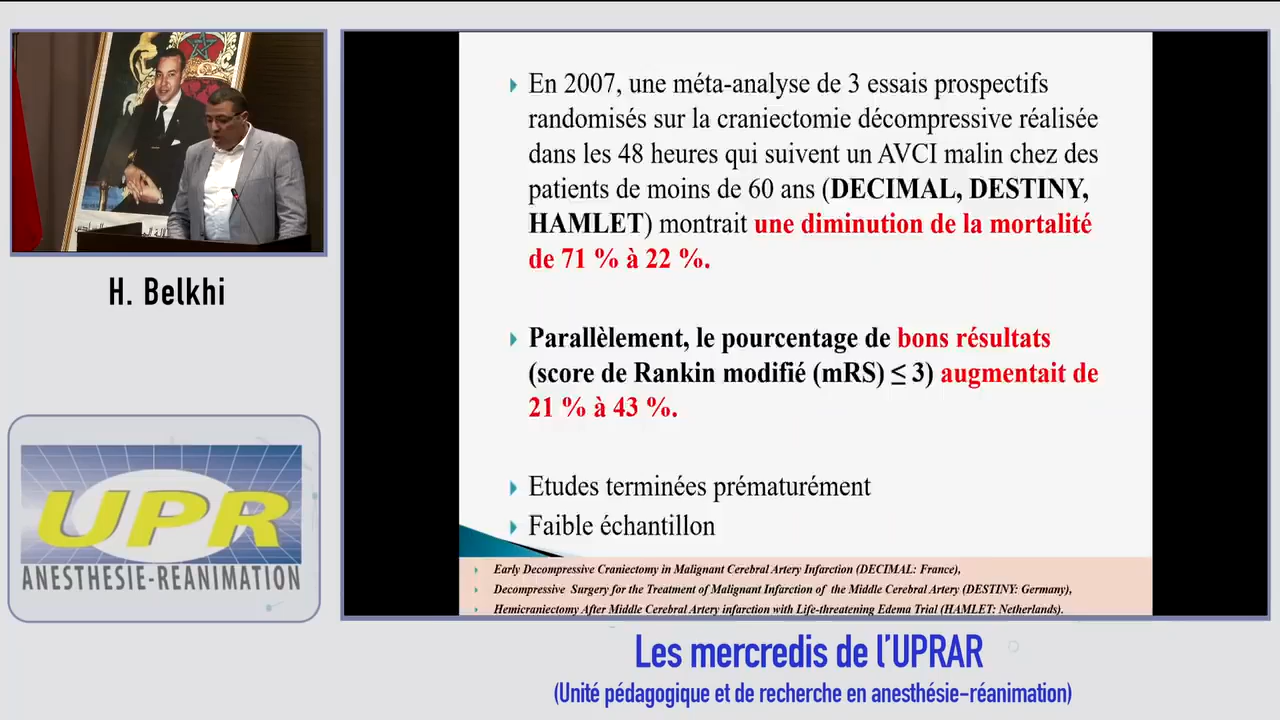 En 2007, une méta-analyse de 3 essais prospectifs
randomisés sur la craniectomie décompressive réalisée
dans les 48 heures qui suivent un AVCI malin chez des
patients de moins de 60 ans (DECIMAL, DESTINY,
HAMLET) montrait une diminution de la mortalité
de 71 % à 22 %.
Parallèlement, le pourcentage de bons résultats
(score de Rankin modifié (mRS) ≤ 3) augmentait de
21 % à 43 %.
Etudes terminées prématurément
Faible échantillon
Early Decompressive Craniectomy in Malignant Cerebral Artery Infarction (DECIMAL: France),
Decompressive Surgery for the Treatment of Malignant Infarction of the Middle Cerebral Artery (DESTINY: Germany),
Hemicraniectomy After Middle Cerebral Artery infarction with Life-threatening Edema Trial (HAMLET: Netherlands).
H. Belkhi
UPR
ANESTHESIE-REANIMATION
Les mercredis de l'UPRAR
(Unité pédagogique et de recherche en anesthésie-réanimation)